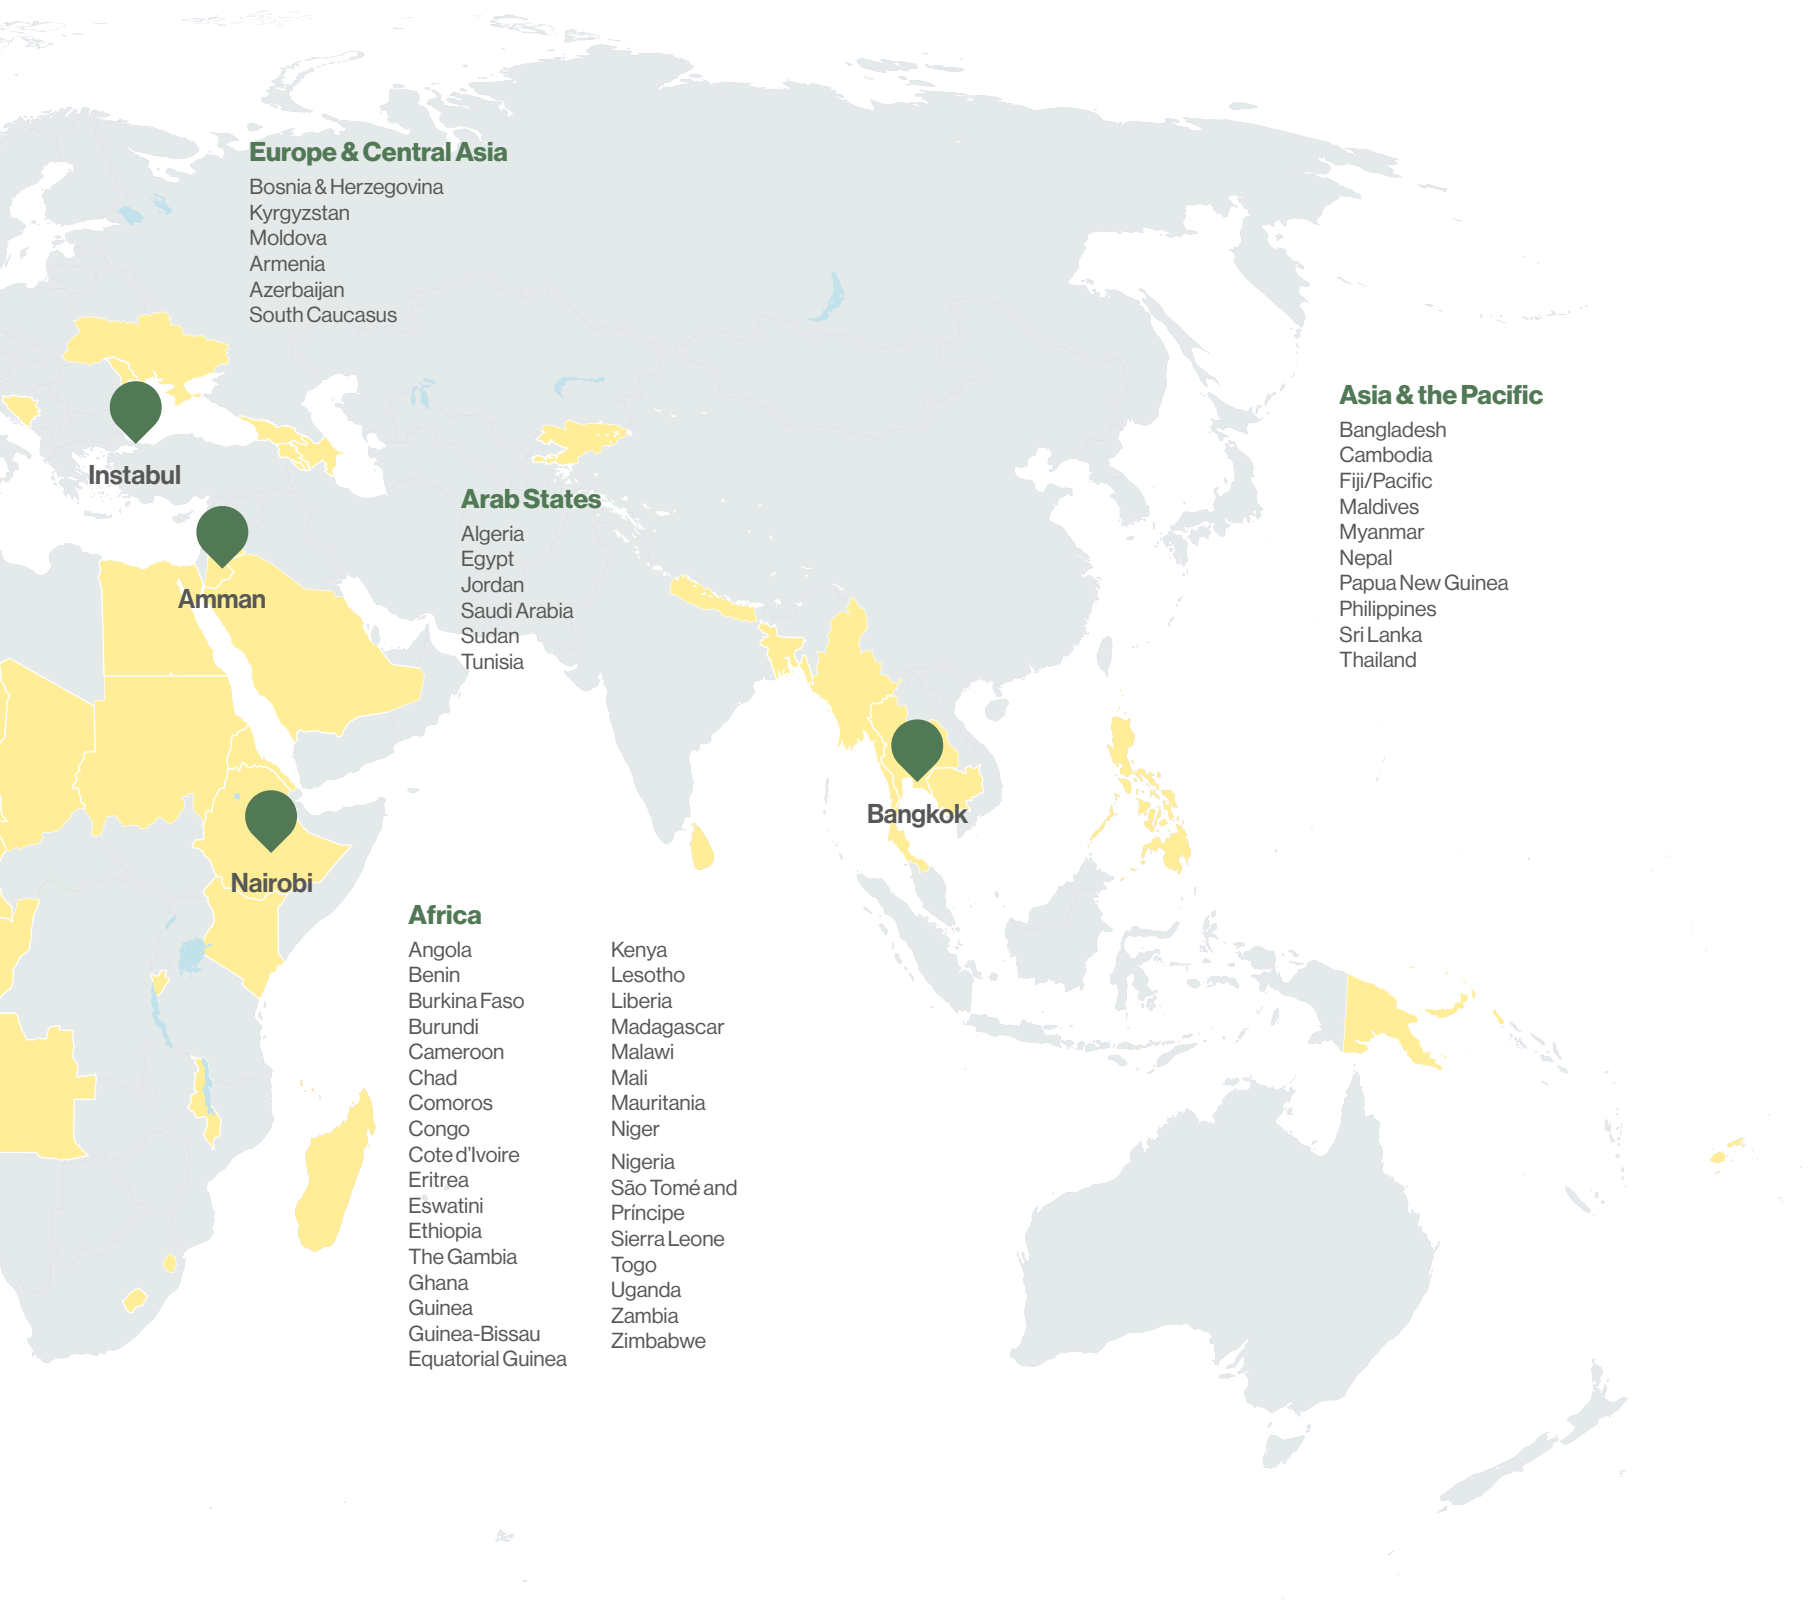 Europe & Central Asia
Bosnia & Herzegovina
Kyrgyzstan
Moldova
Armenia
Azerbaijan
South Caucasus
Instabul
Amman
Arab States
Algeria
Egypt
Jordan
Saudi Arabia
Sudan
Tunisia
Asia & the Pacific
Bangladesh
Cambodia
Fiji/Pacific
Maldives
Myanmar
Nepal
Papua New Guinea
Philippines
Sri Lanka
Thailand
Bangkok
Nairobi
Africa
Angola
Benin
Burkina Faso
Burundi
Cameroon
Chad
Comoros
Congo
Cote d'Ivoire
Eritrea
Eswatini
Ethiopia
The Gambia
Ghana
Guinea
Guinea-Bissau
Equatorial Guinea
Kenya
Lesotho
Liberia
Madagascar
Malawi
Mali
Mauritania
Niger
Nigeria
São Tomé and
Príncipe
Sierra Leone
Togo
Uganda
Zambia
Zimbabwe